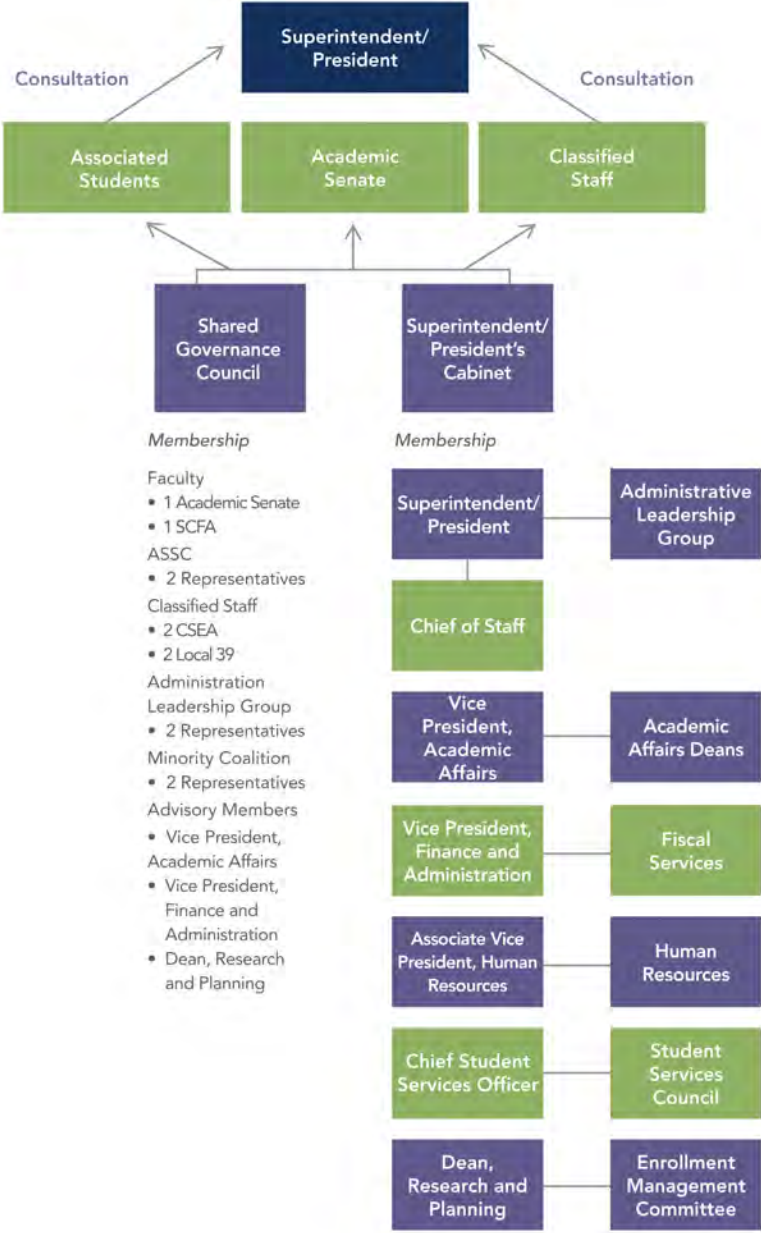 Superintendent/
President
Consultation
Consultation
Associated
Students
Academic
Senate
Classified
Staff
Shared
Governance
Council
Superintendent/
President's
Cabinet
Membership
Faculty
• 1 Academic Senate
• 1 SCFA
ASSC
• 2 Representatives
Classified Staff
• 2 CSEA
• 2 Local 39
Administration
Leadership Group
• 2 Representatives
Minority Coalition
• 2 Representatives
Advisory Members
• Vice President,
Academic Affairs
• Vice President,
Finance and
Administration
• Dean, Research
and Planning
Membership
Superintendent/
President
Administrative
Leadership
Group
Chief of Staff
Vice
President,
Academic
Affairs
Academic
Affairs Deans
Vice President,
Finance and
Administration
Fiscal
Services
Associate Vice
President, Human
Resources
Human
Resources
Chief Student
Services Officer
Student
Services
Council
Dean,
Research and
Planning
Enrollment
Management
Committee